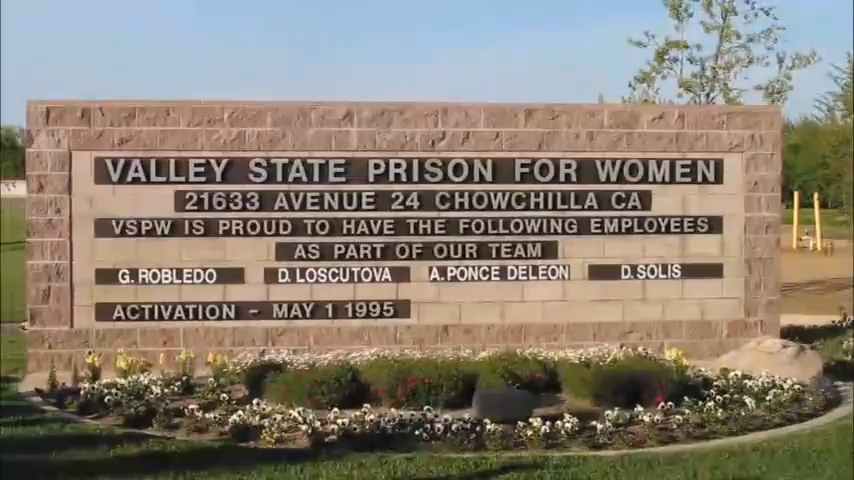 VALLEY STATE PRISON FOR WOMEN
21633 AVENUE 24 CHOWCHILLA CA
VSPW IS PROUD TO HAVE THE FOLLOWING EMPLOYEES
AS PART OF OUR TEAM
G. ROBLEDO D. LOSCUTOVA A. PONCE DELEON D. SOLIS
ACTIVATION - MAY 1 1995